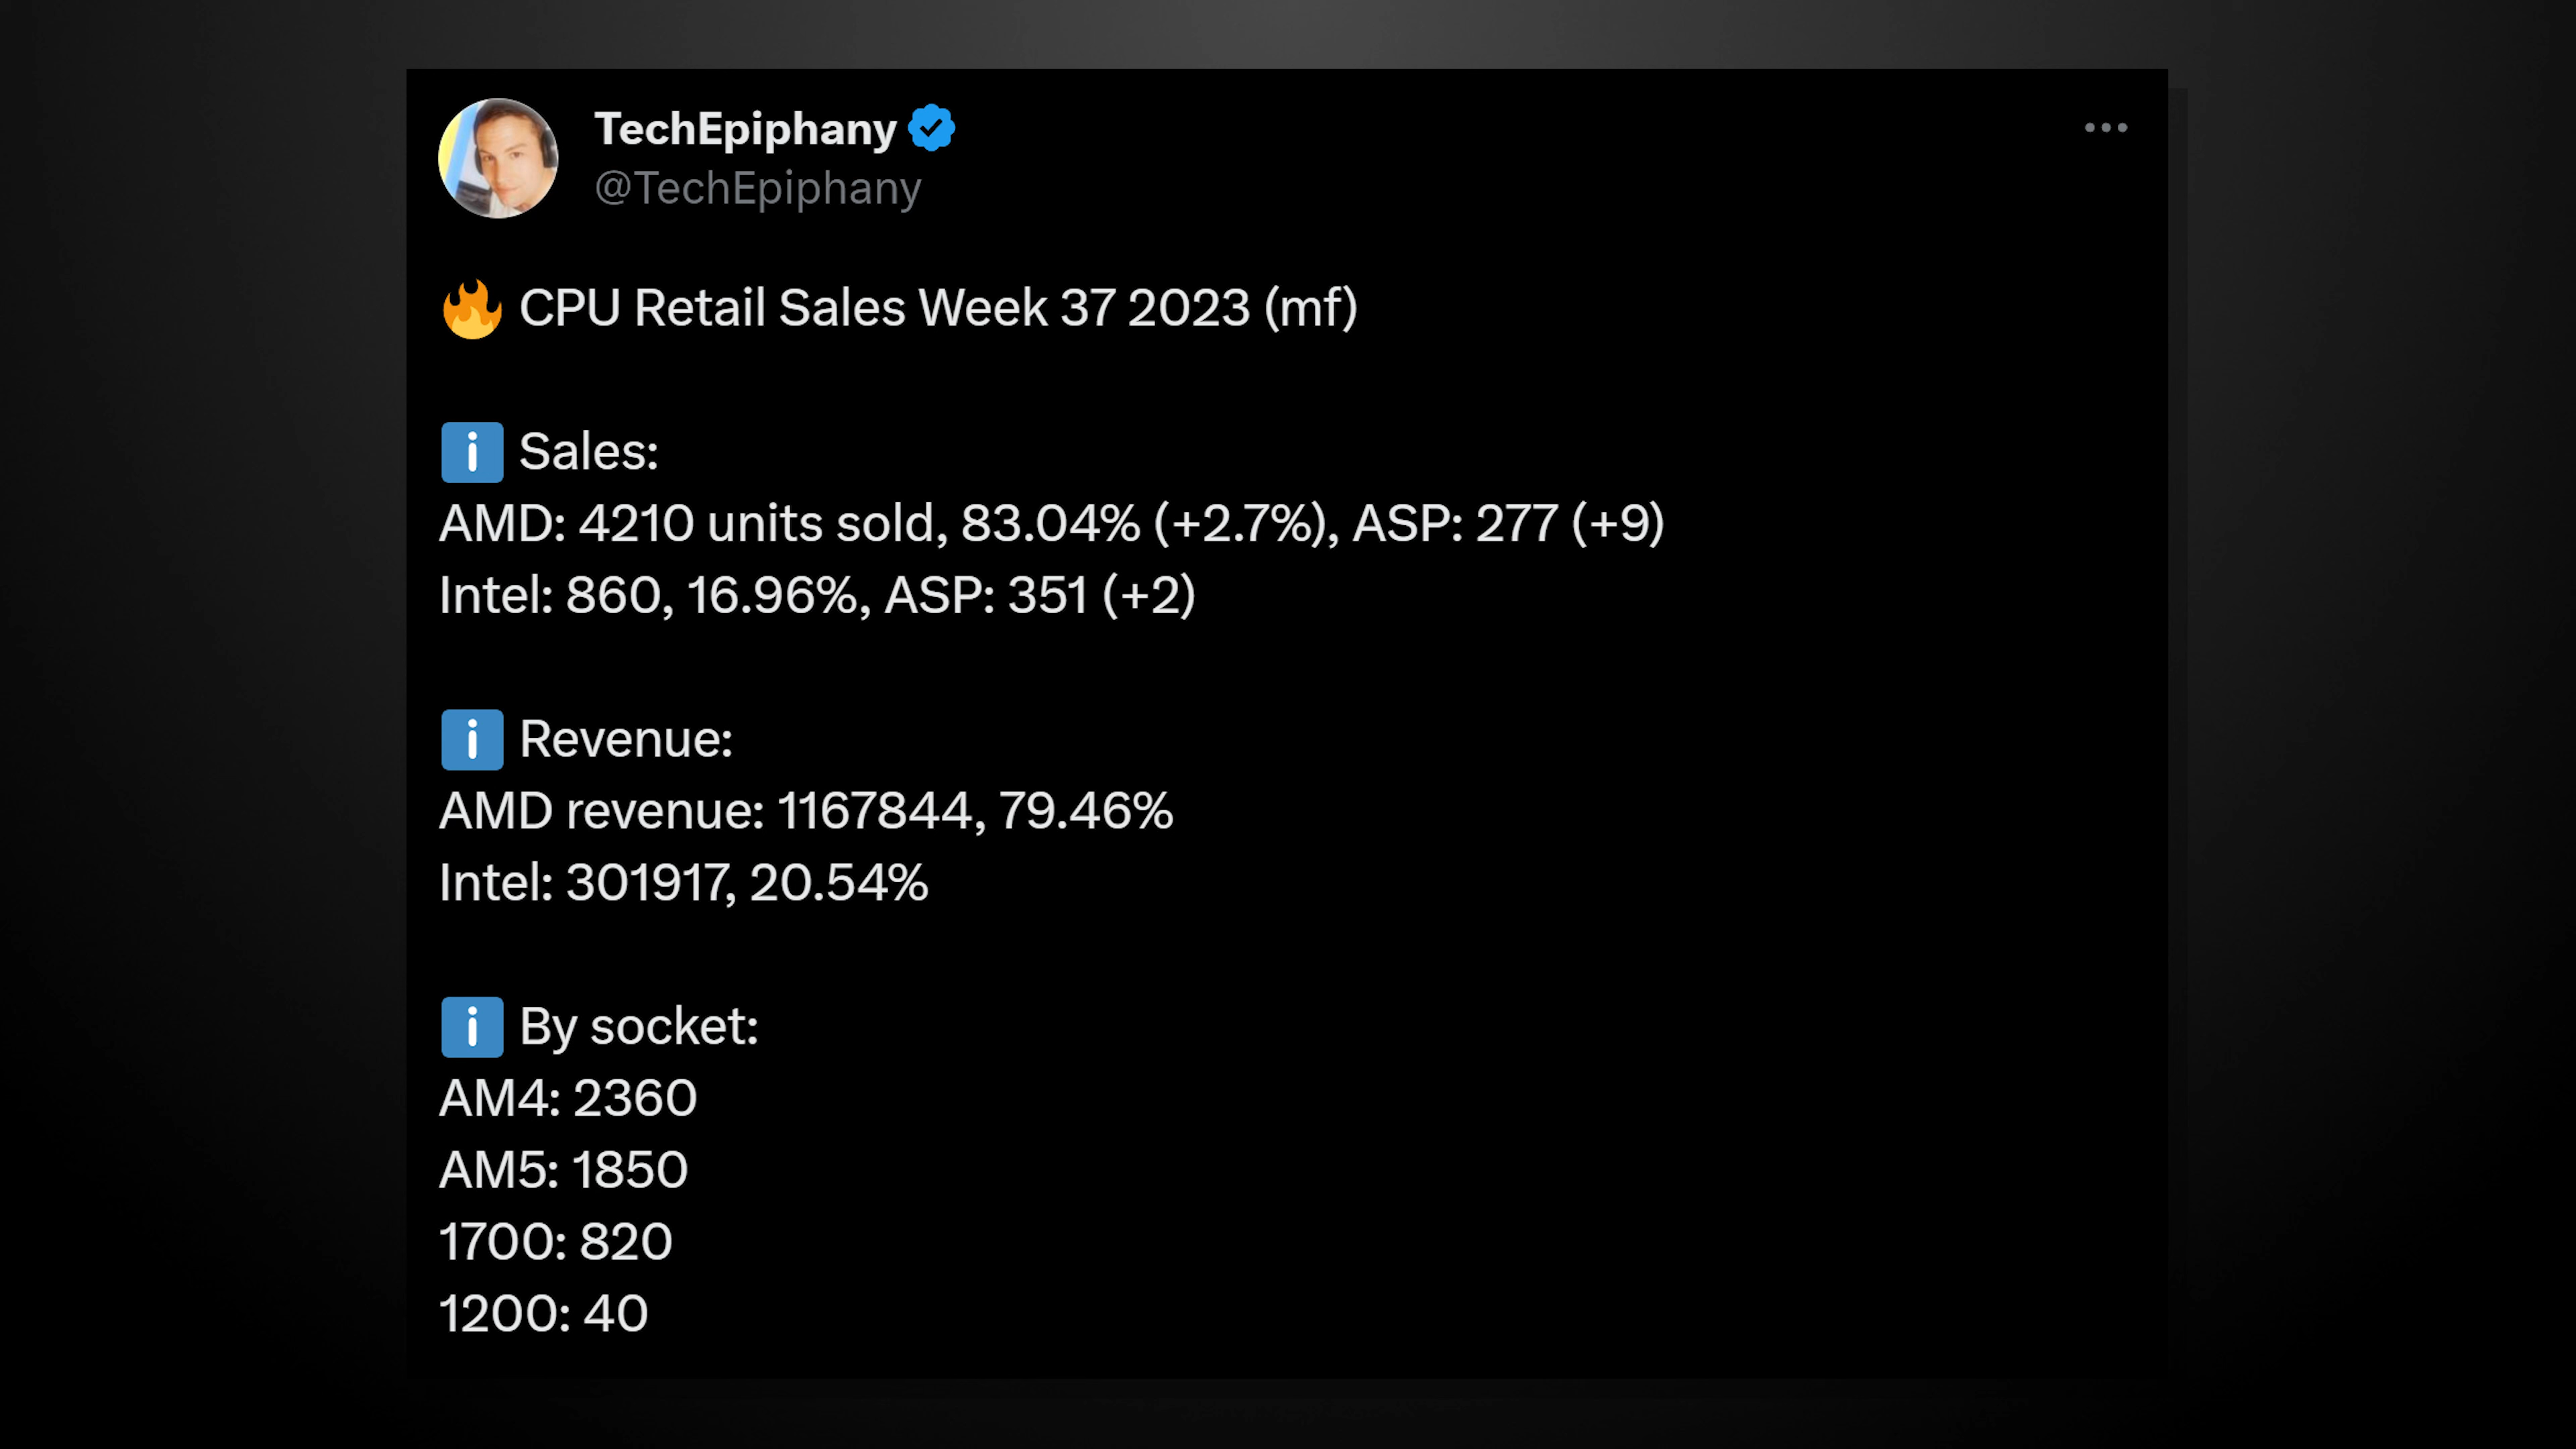 TechEpiphany
@TechEpiphany
🔥 CPU Retail Sales Week 37 2023 (mf)
ℹ️ Sales:
AMD: 4210 units sold, 83.04% (+2.7%), ASP: 277 (+9)
Intel: 860, 16.96%, ASP: 351 (+2)
ℹ️ Revenue:
AMD revenue: 1167844, 79.46%
Intel: 301917, 20.54%
ℹ️ By socket:
AM4: 2360
AM5: 1850
1700: 820
1200: 40